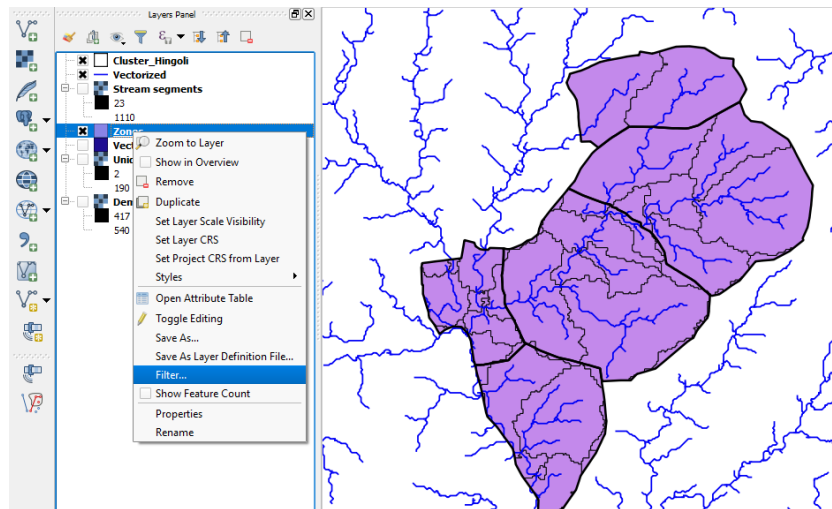 Layers Panel
Cluster_Hingoli
Vectorized
Stream segments
23
1110
Zones
Vect
Unic
2
190
Den
417
540
Zoom to Layer
Show in Overview
Remove
Duplicate
Set Layer Scale Visibility
Set Layer CRS
Set Project CRS from Layer
Styles
Open Attribute Table
Toggle Editing
Save As...
Save As Layer Definition File...
Filter...
Show Feature Count
Properties
Rename